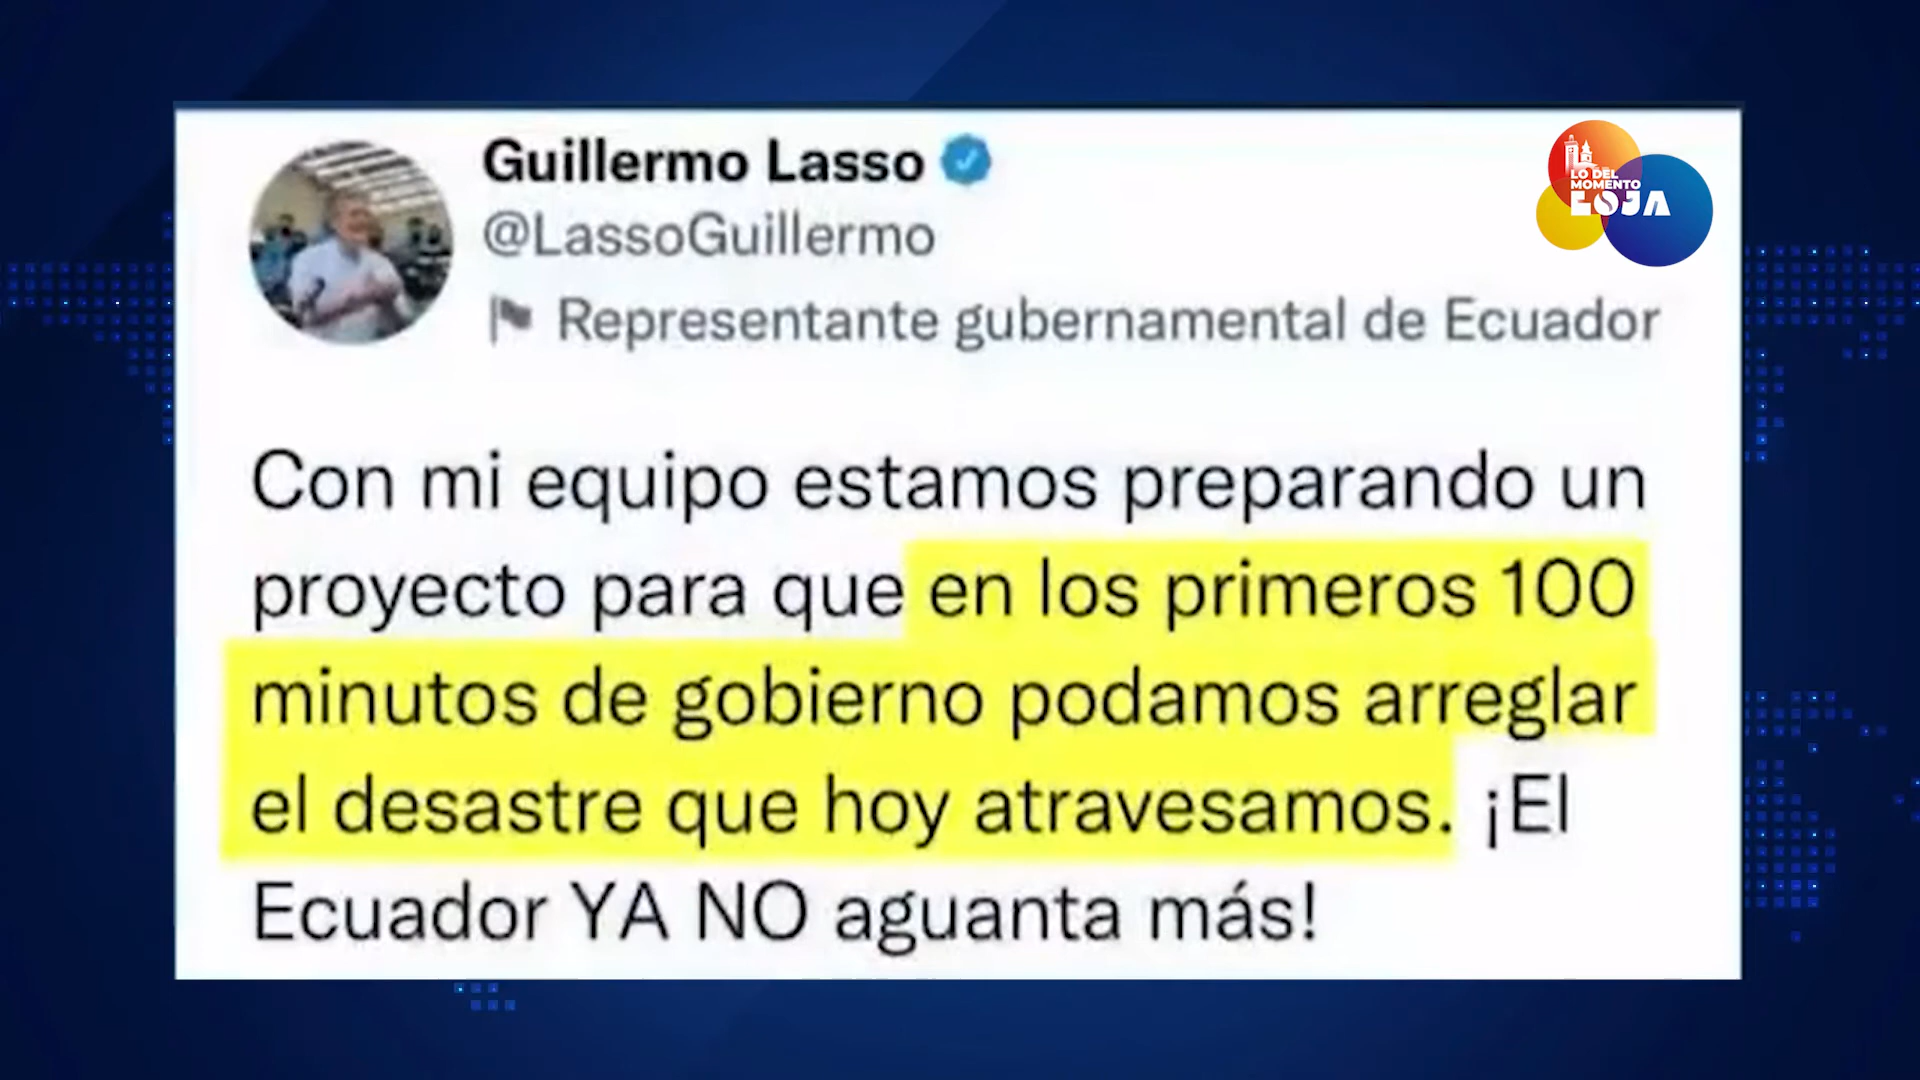 Guillermo Lasso
@LassoGuillermo
Representante gubernamental de Ecuador
LO DEL
MOMENTO
LOJA
Con mi equipo estamos preparando un
proyecto para que en los primeros 100
minutos de gobierno podamos arreglar
el desastre que hoy atravesamos. ¡El
Ecuador YA NO aguanta más!